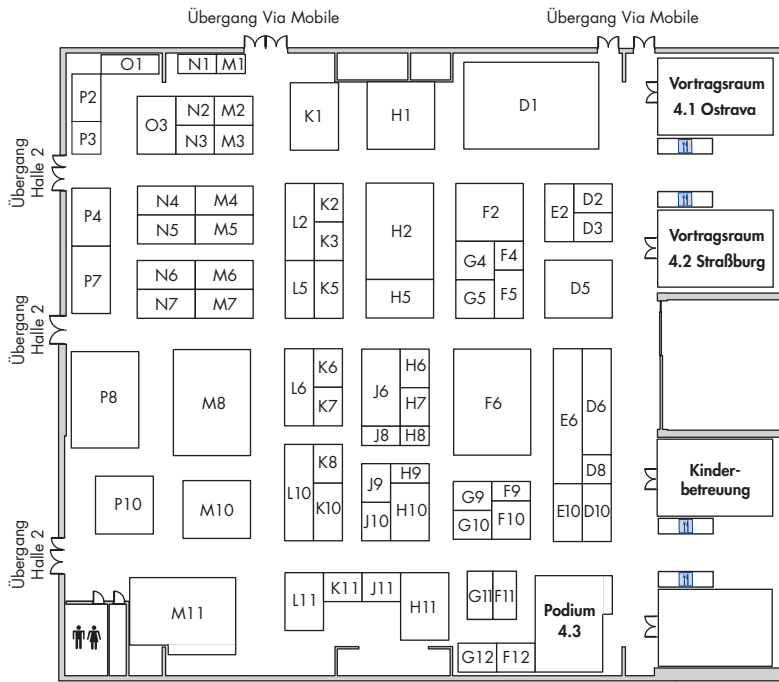 Übergang Via Mobile
Übergang Via Mobile
O1
N1
M1
P2
P3
O3
N2
M2
N3
M3
K1
H1
D1
Vortragsraum
4.1 Ostrava
Übergang
Halle 2
P4
P7
N4
M4
N5
M5
N6
M6
N7
M7
L2
K2
K3
L5
K5
H2
H5
F2
G4
F4
G5
F5
E2
D2
D3
D5
Vortragsraum
4.2 Straßburg
Übergang
Halle 2
P8
M8
L6
K6
K7
J6
H6
H7
J8
H8
F6
E6
D6
D8
E10
D10
P10
M10
L10
K8
K10
J9
H9
J10
H10
G9
F9
G10
F10
Kinder-
betreuung
Übergang
Halle 2
M11
L11
K11
J11
H11
G11
F11
G12
F12
Podium
4.3